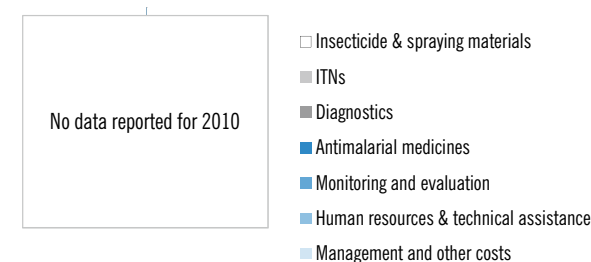 No data reported for 2010
Insecticide & spraying materials
ITNs
Diagnostics
Antimalarial medicines
Monitoring and evaluation
Human resources & technical assistance
Management and other costs